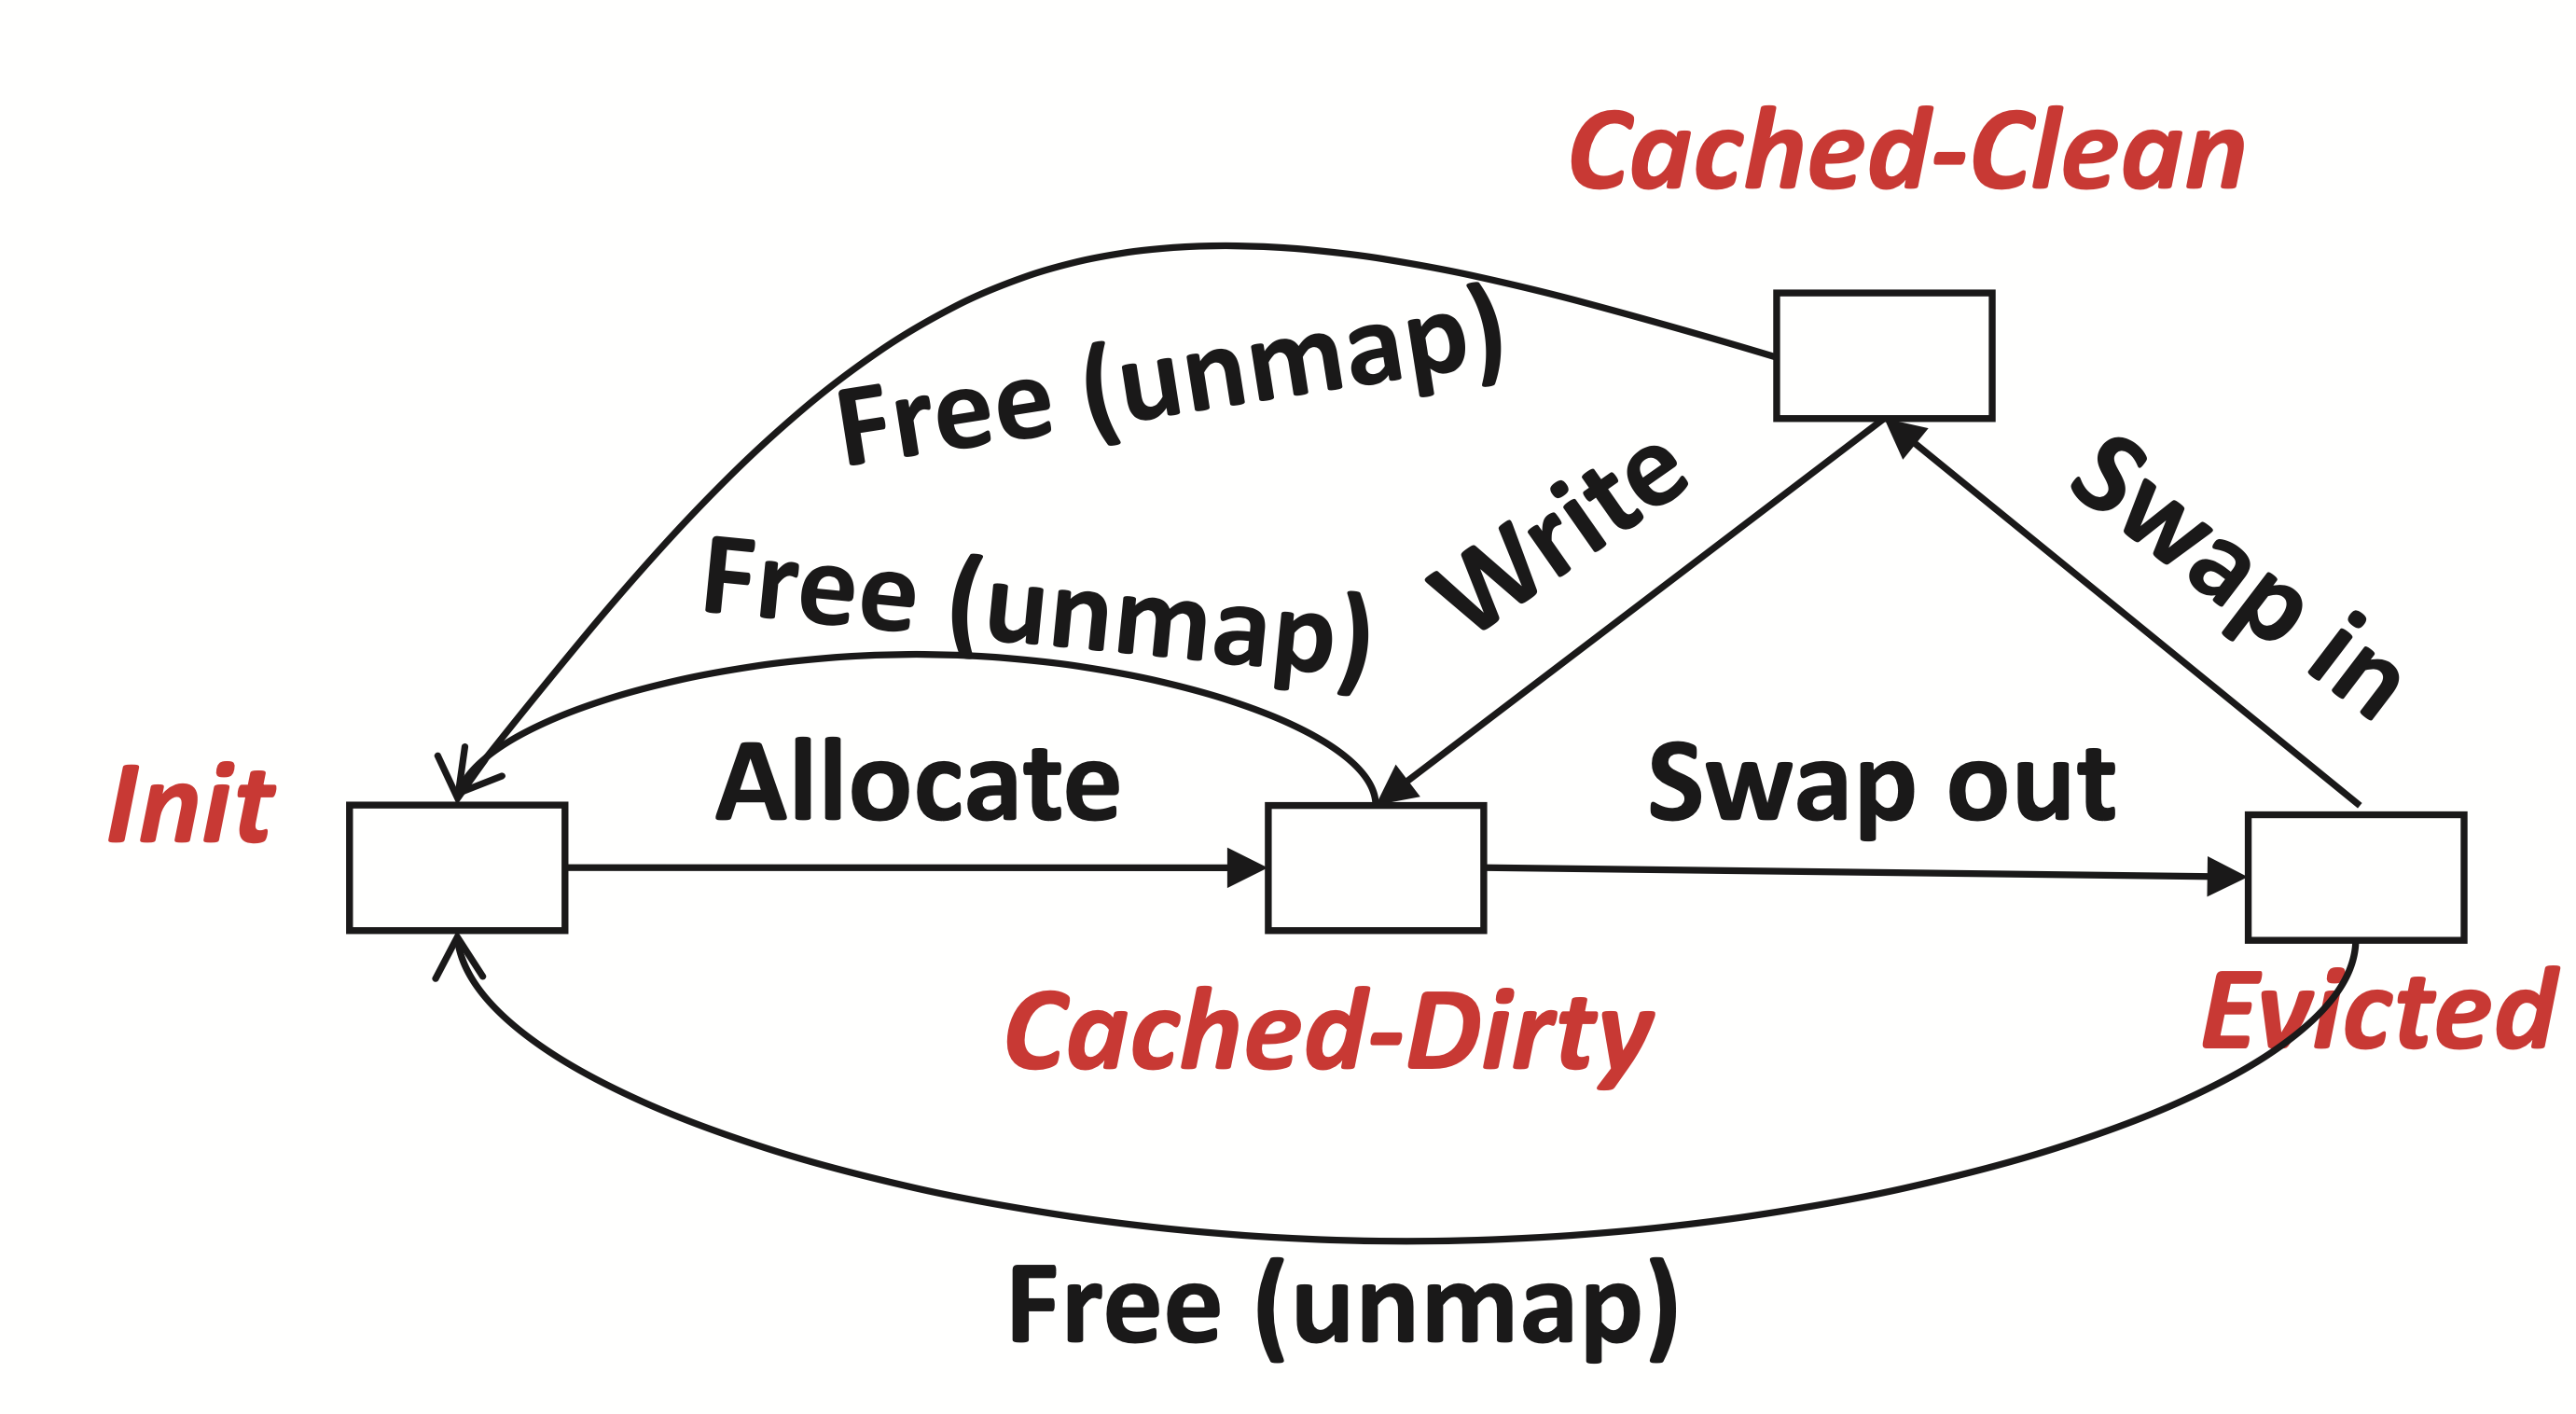 Cached-Clean
Free (unmap)
Write
Swap in
Free (unmap)
Init
Allocate
Swap out
Cached-Dirty
Evicted
Free (unmap)